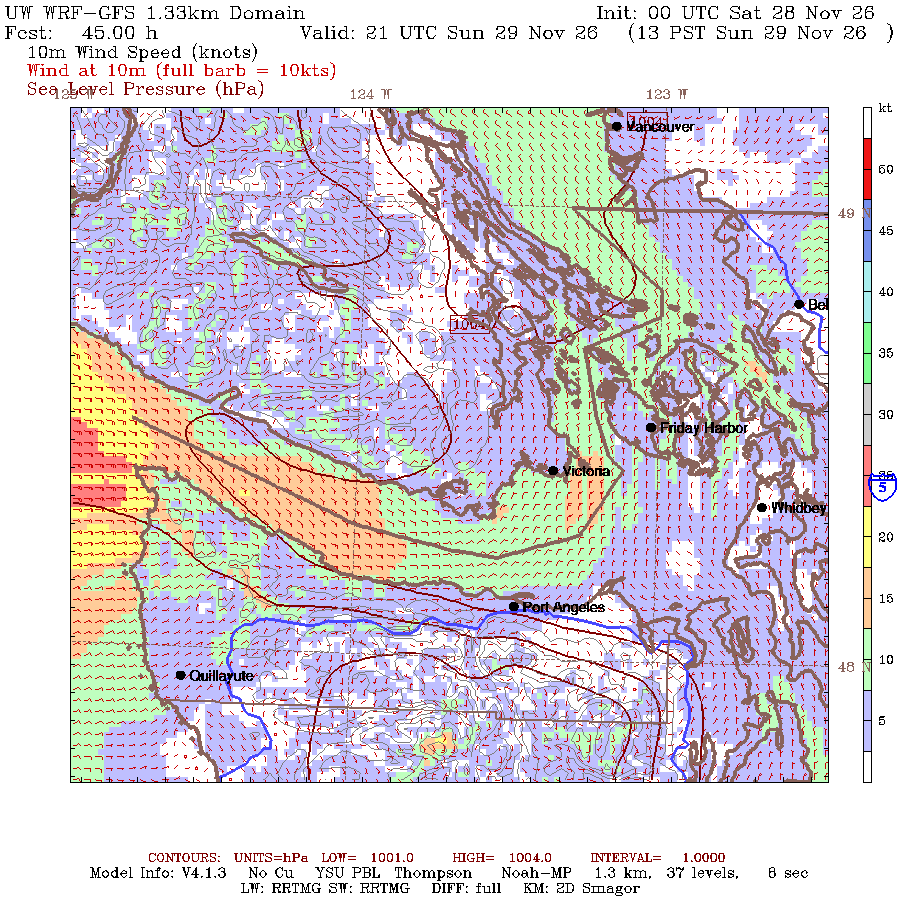 UW WRF-GFS 1.33km Domain Init: 00 UTC Sat 28 Nov 26
Fcst: 45.00 h Valid: 21 UTC Sun 29 Nov 26 (13 PST Sun 29 Nov 26 )
10m Wind Speed (knots)
Wind at 10m (full barb = 10kts)
Sea Level Pressure (hPa)
124 W 123 W
kt
1004
Vancouver
60
49 N
45
40
Bel
1004
35
30
Friday Harbor
Victoria
25
5
Whidbey
20
15
Port Angeles
10
48 N
Quillayute
5
CONTOURS: UNITS=hPa LOW= 1001.0 HIGH= 1004.0 INTERVAL= 1.0000
Model Info: V4.1.3 No Cu YSU PBL Thompson Noah-MP 1.3 km, 37 levels, 8 sec
LW: RRTMG SW: RRTMG DIFF: full KM: 2D Smagor